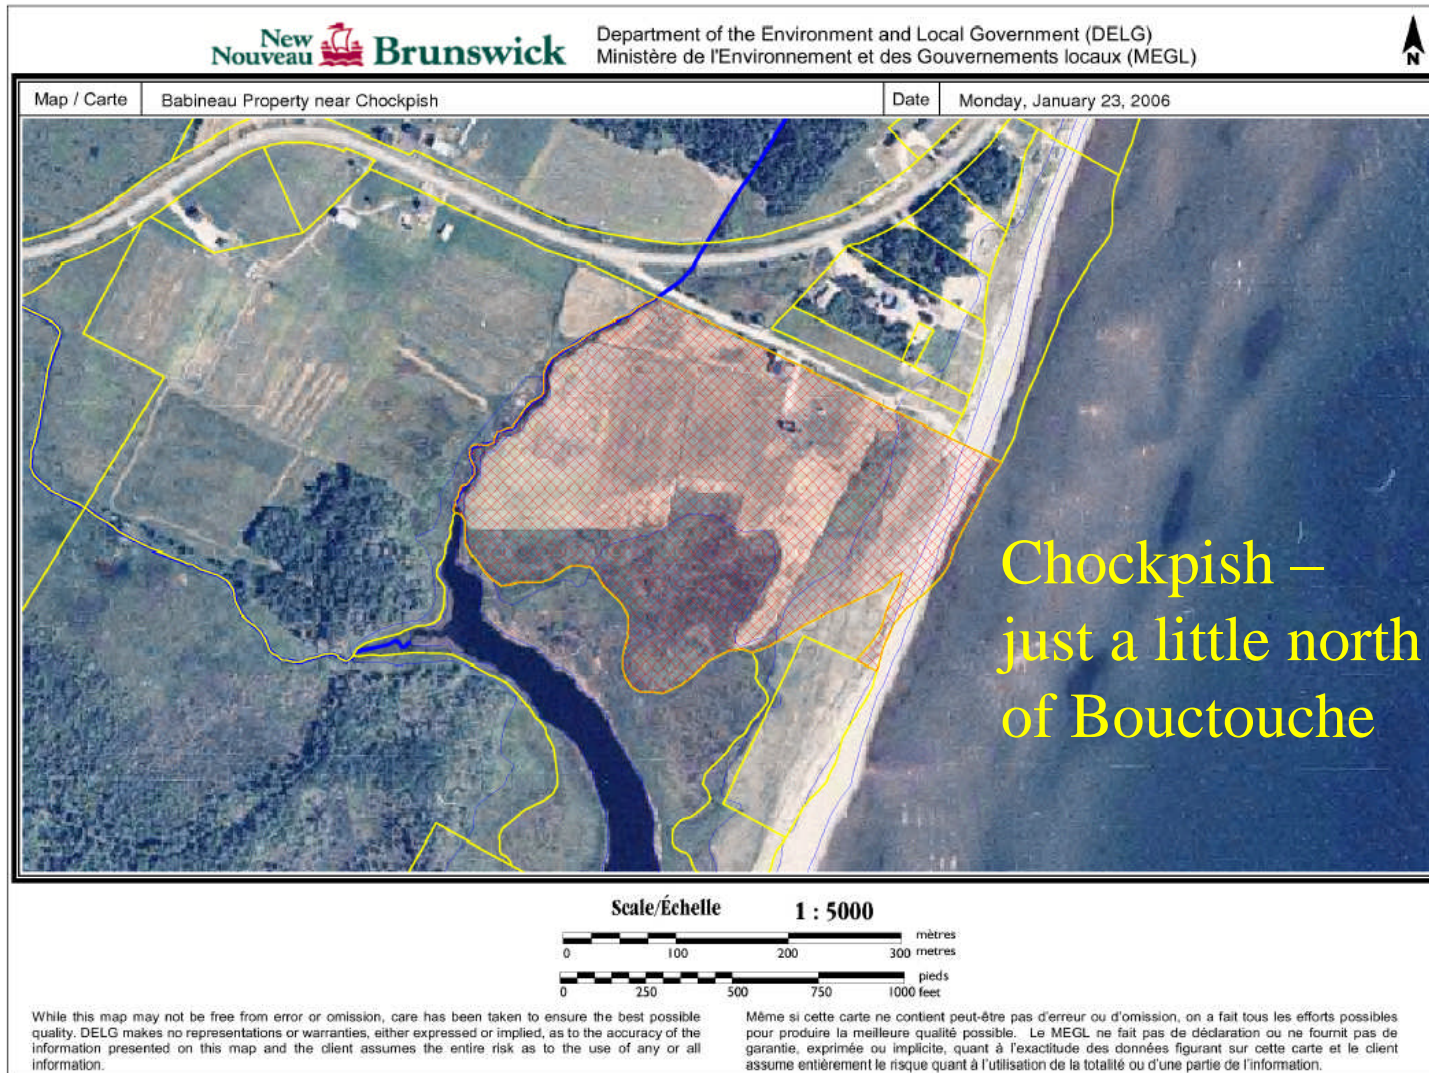 New Nouveau Brunswick
Department of the Environment and Local Government (DELG)
Ministère de l'Environnement et des Gouvernements locaux (MEGL)
N
Map / Carte
Babineau Property near Chockpish
Date
Monday, January 23, 2006
Chockpish –
just a little north
of Bouctouche
Scale/Échelle 1 : 5000
mètres
0 100 200 300 metres
pieds
0 250 500 750 1000 feet
While this map may not be free from error or omission, care has been taken to ensure the best possible
quality. DELG makes no representations or warranties, either expressed or implied, as to the accuracy of the
information presented on this map and the client assumes the entire risk as to the use of any or all
information.
Même si cette carte ne contient peut-être pas d'erreur ou d'omission, on a fait tous les efforts possibles
pour produire la meilleure qualité possible. Le MEGL ne fait pas de déclaration ou ne fournit pas de
garantie, exprimée ou implicite, quant à l'exactitude des données figurant sur cette carte et le client
assume entièrement le risque quant à l'utilisation de la totalité ou d'une partie de l'information.